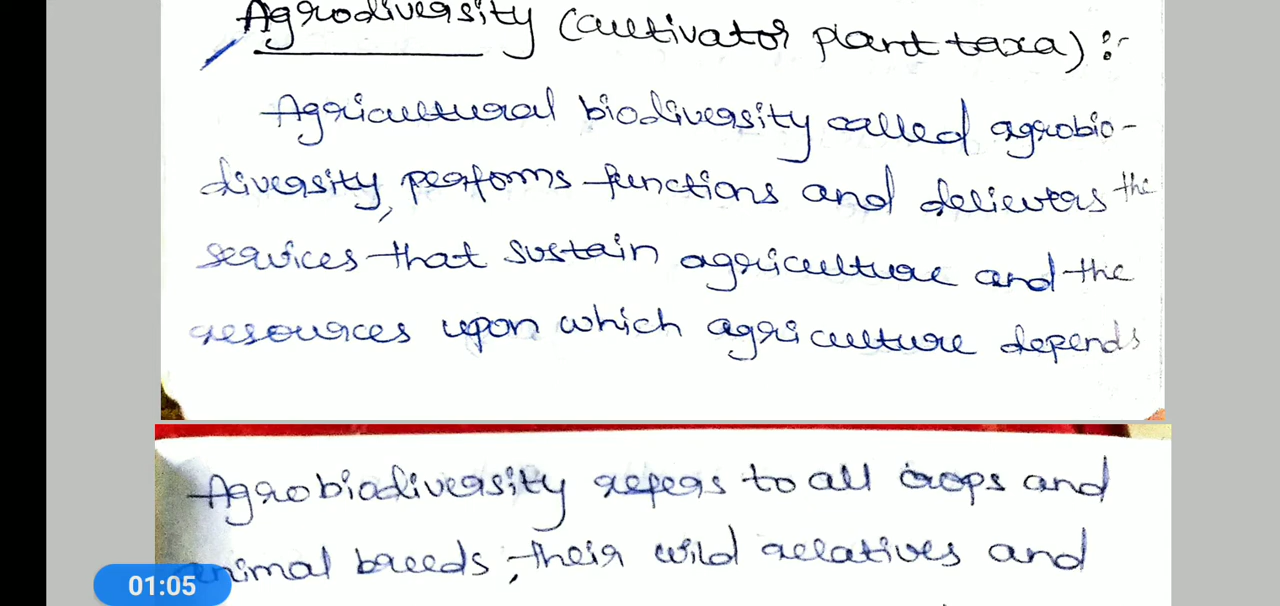 Agrodiversity (cultivator plant taxa) :-
Agricultural biodiversity called agrobio-
diversity, performs functions and delievers the
services that sustain agriculture and the
resources upon which agriculture depends
Agrobiodiversity refers to all crops and
animal breeds, their wild relatives and
01:05